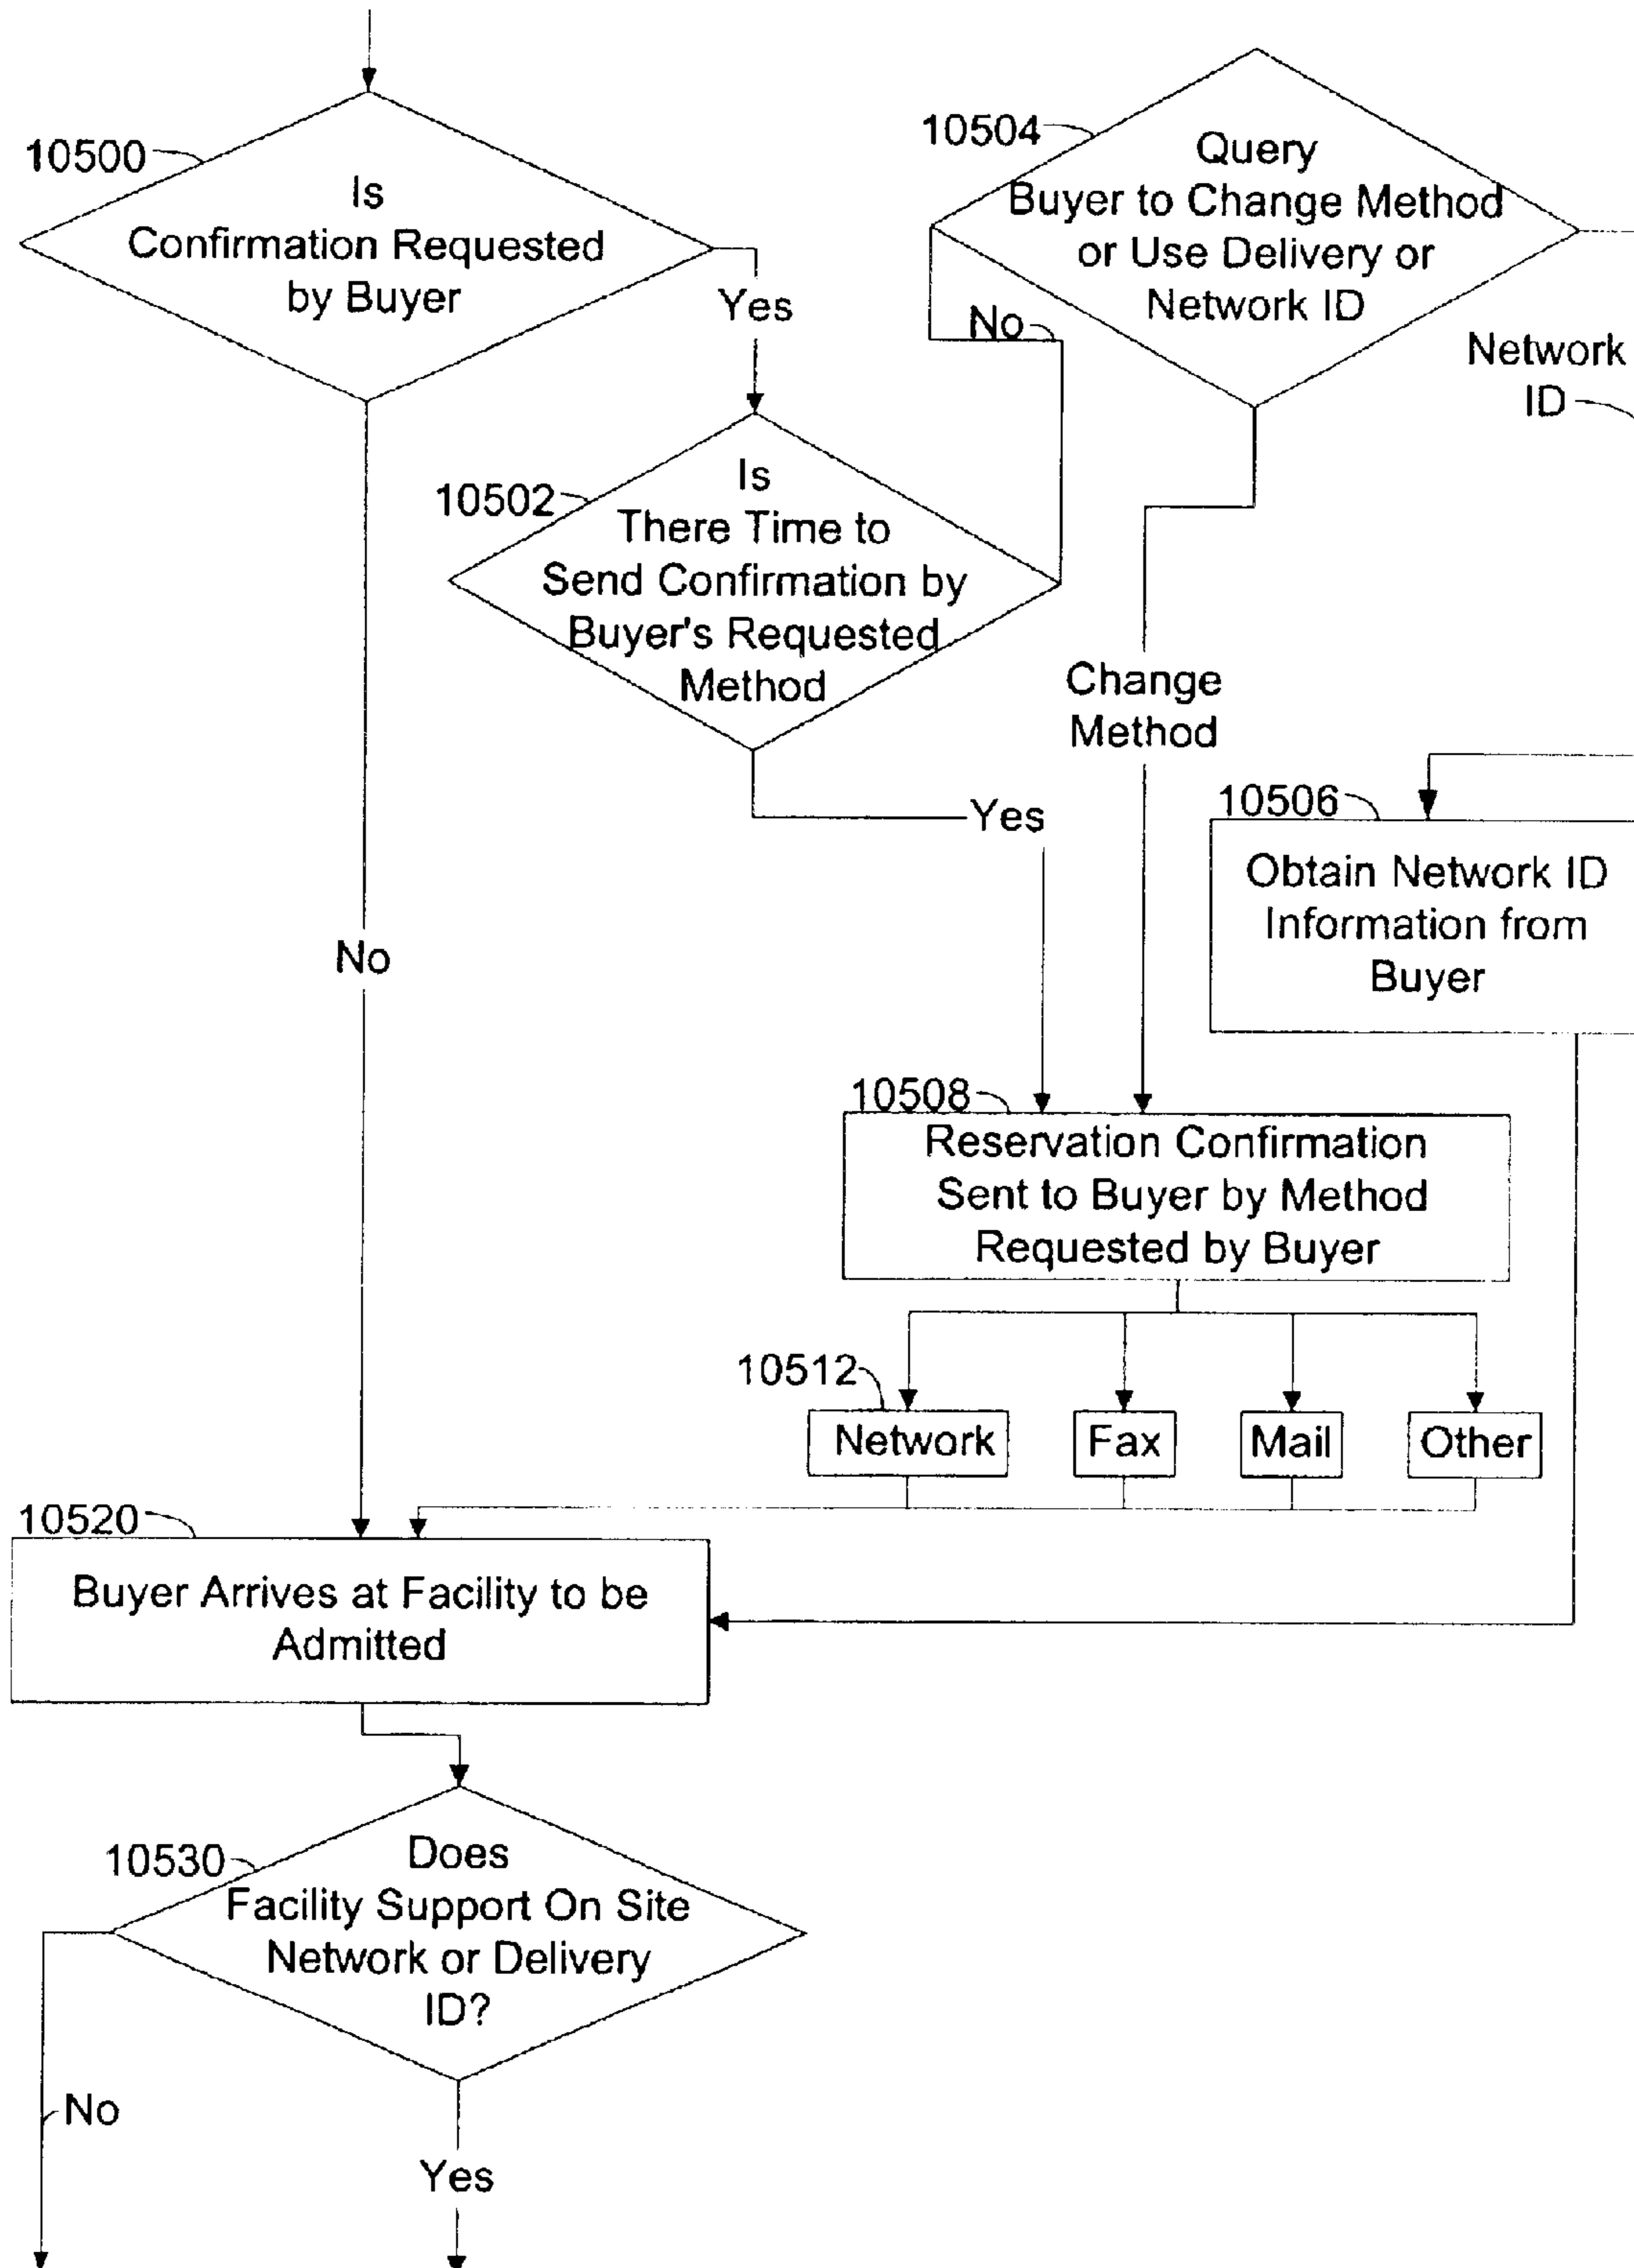 10500
Is
Confirmation Requested
by Buyer
Yes
10504
Query
Buyer to Change Method
or Use Delivery or
Network ID
No
Network
ID
10502
Is
There Time to
Send Confirmation by
Buyer's Requested
Method
Yes
Change
Method
10506
Obtain Network ID
Information from
Buyer
No
10508
Reservation Confirmation
Sent to Buyer by Method
Requested by Buyer
10512
Network
Fax
Mail
Other
10520
Buyer Arrives at Facility to be
Admitted
10530
Does
Facility Support On Site
Network or Delivery
ID?
No
Yes